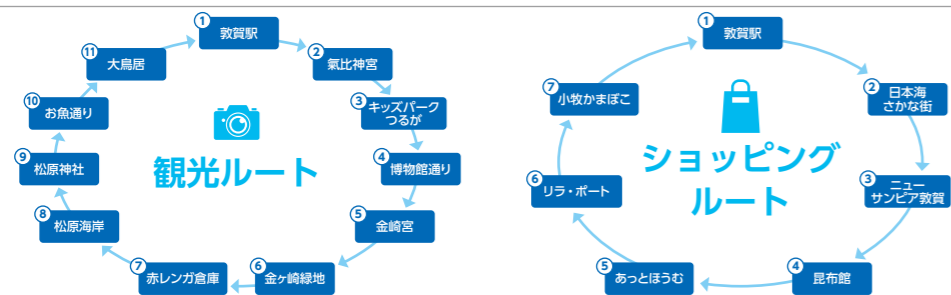 ① 敦賀駅
② 氣比神宮
③ キッズパーク
つるが
④ 博物館通り
⑤ 金崎宮
⑥ 金ヶ崎緑地
⑦ 赤レンガ倉庫
⑧ 松原海岸
⑨ 松原神社
⑩ お魚通り
⑪ 大鳥居
観光ルート
① 敦賀駅
② 日本海
さかな街
③ ニュー
サンピア敦賀
④ 昆布館
⑤ あっとほうむ
⑥ リラ・ポート
⑦ 小牧かまぼこ
ショッピング
ルート